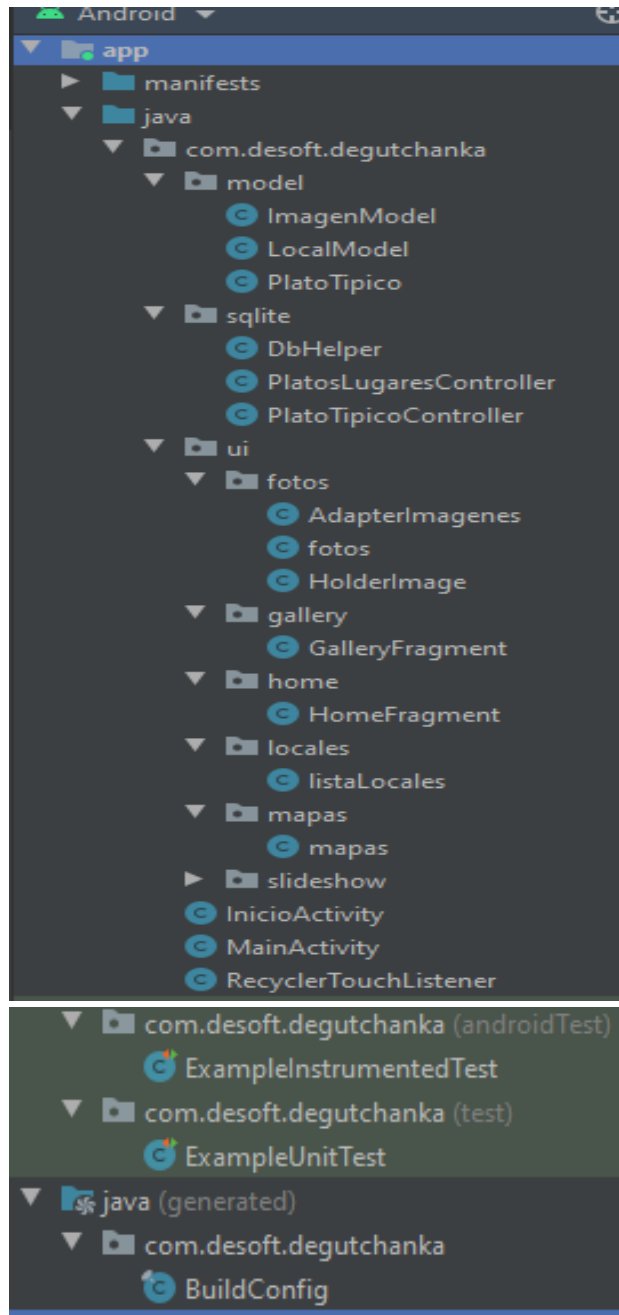 Android
app
manifests
java
com.desoft.degutchanka
model
ImagenModel
LocalModel
PlatoTipico
sqlite
DbHelper
PlatosLugaresController
PlatoTipicoController
ui
fotos
AdapterImagenes
fotos
HolderImage
gallery
GalleryFragment
home
HomeFragment
locales
listaLocales
mapas
mapas
slideshow
InicioActivity
MainActivity
RecyclerTouchListener
com.desoft.degutchanka (androidTest)
ExampleInstrumentedTest
com.desoft.degutchanka (test)
ExampleUnitTest
java (generated)
com.desoft.degutchanka
BuildConfig